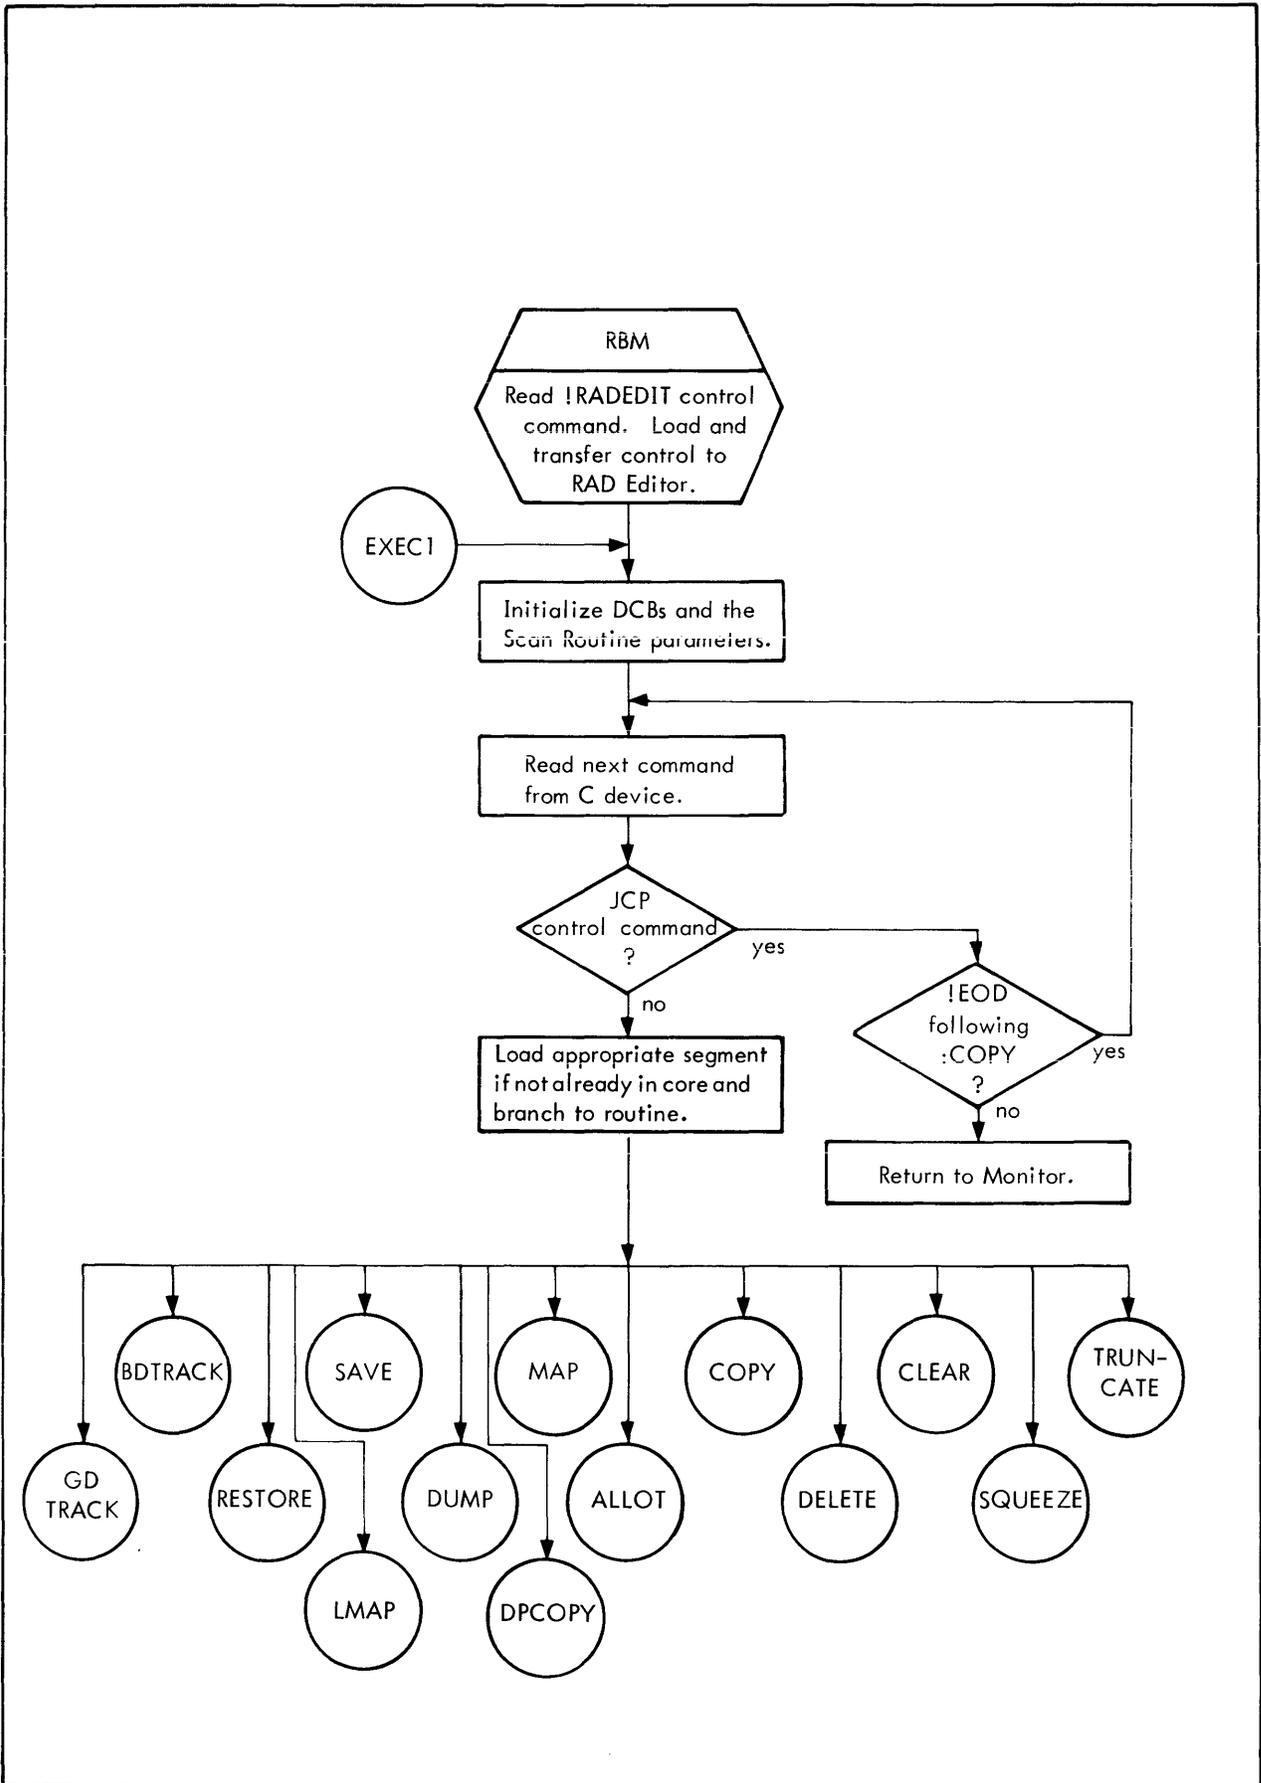 RBM
Read !RADEDIT control
command. Load and
transfer control to
RAD Editor.
EXEC1
Initialize DCBs and the
Scan Routine parameters.
Read next command
from C device.
JCP
control command
?
yes
no
!EOD
following
:COPY
?
yes
no
Load appropriate segment
if not already in core and
branch to routine.
Return to Monitor.
BDTRACK
SAVE
MAP
COPY
CLEAR
TRUN-
CATE
GD
TRACK
RESTORE
DUMP
ALLOT
DELETE
SQUEEZE
LMAP
DPCOPY